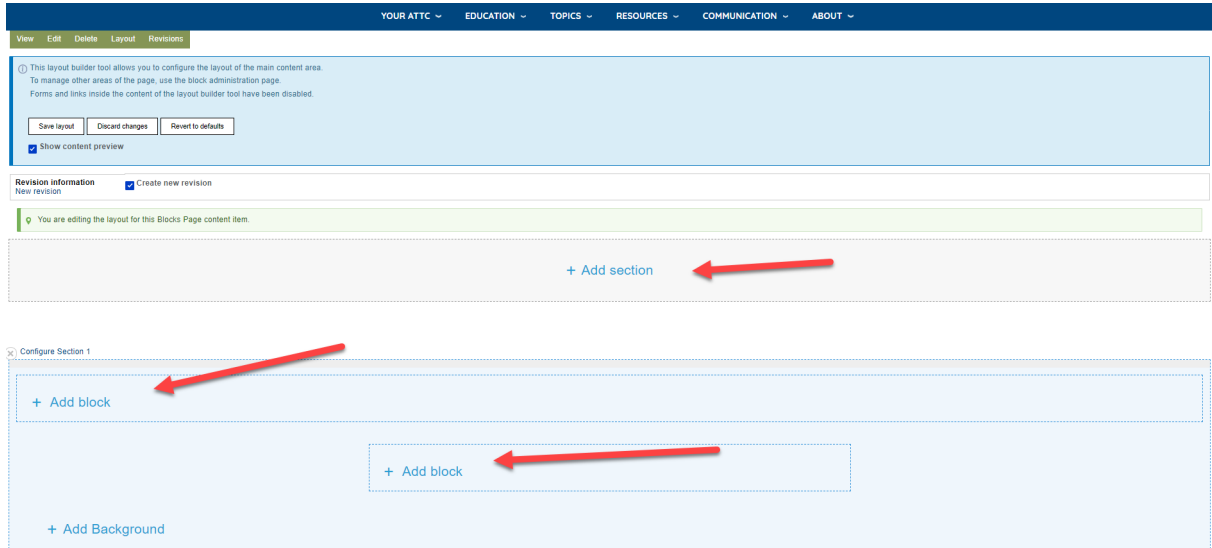 YOUR ATTC EDUCATION TOPICS RESOURCES COMMUNICATION ABOUT
View Edit Delete Layout Revisions
This layout builder tool allows you to configure the layout of the main content area.
To manage other areas of the page, use the block administration page.
Forms and links inside the content of the layout builder tool have been disabled.
Save layout Discard changes Revert to defaults
Show content preview
Revision information
New revision
Create new revision
You are editing the layout for this Blocks Page content item.
+ Add section
Configure Section 1
+ Add block
+ Add block
+ Add Background